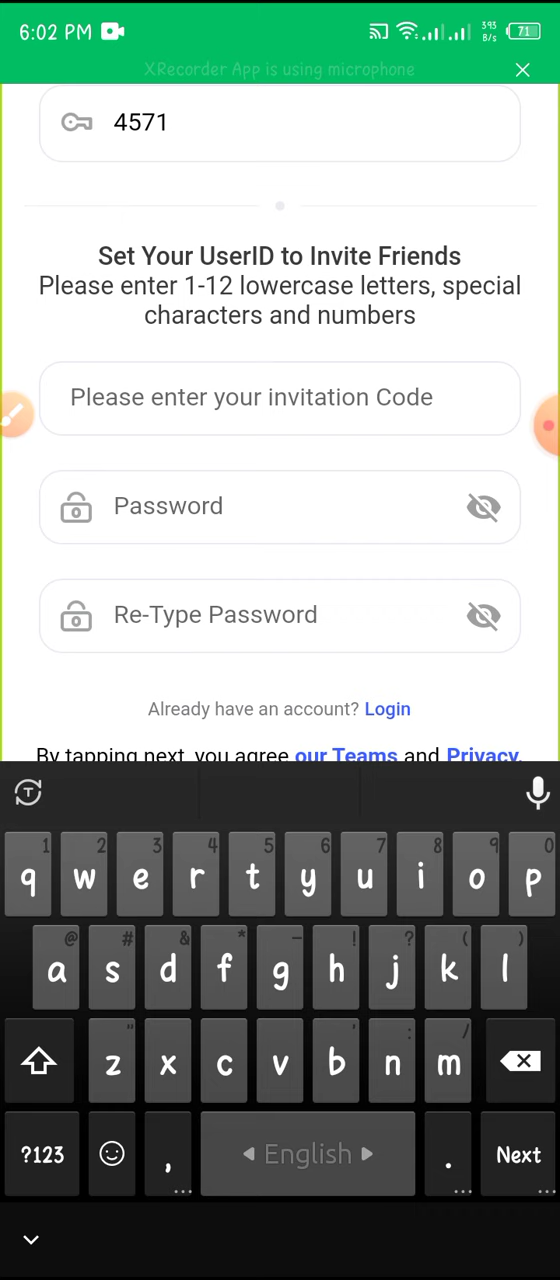 6:02 PM
393
B/s
71
XRecorder App is using microphone
4571
Set Your UserID to Invite Friends
Please enter 1-12 lowercase letters, special
characters and numbers
Please enter your invitation Code
Password
Re-Type Password
Already have an account? Login
By tapping next, you agree our Teams and Privacy.
T
1 2 3 4 5 6 7 8 9 0
q w e r t y u i o p
@ # & * - ! ? ( )
a s d f g h j k l
" ' : /
z x c v b n m
?123 , English . Next